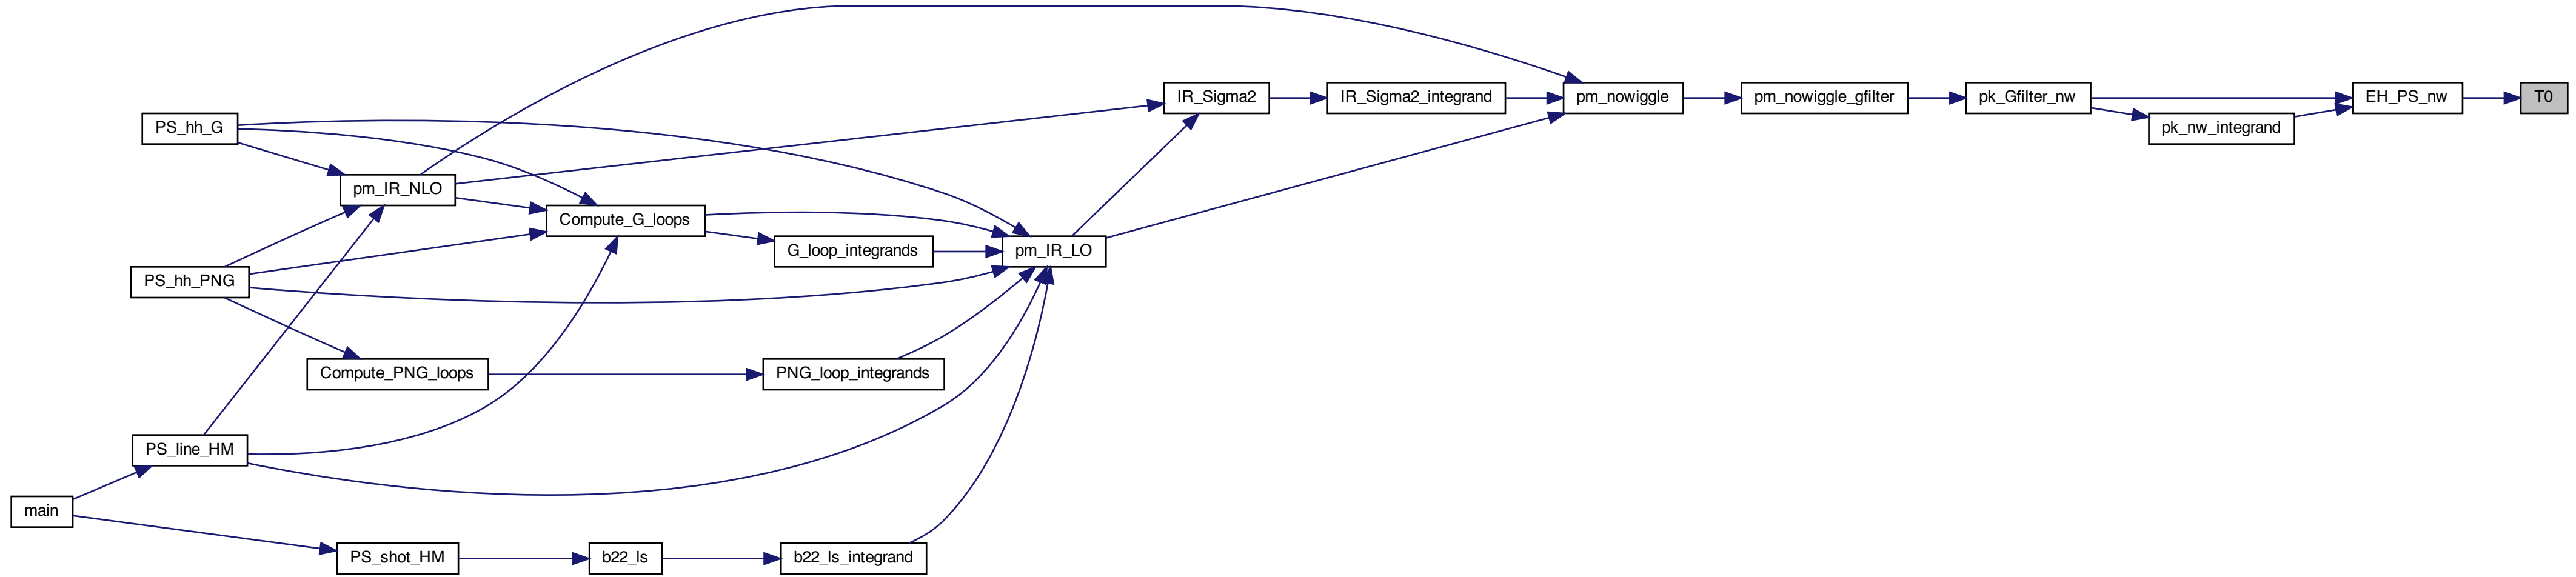 IR_Sigma2
IR_Sigma2_integrand
pm_nowiggle
pm_nowiggle_gfilter
pk_Gfilter_nw
EH_PS_nw
T0
PS_hh_G
pk_nw_integrand
pm_IR_NLO
Compute_G_loops
G_loop_integrands
pm_IR_LO
PS_hh_PNG
Compute_PNG_loops
PNG_loop_integrands
PS_line_HM
main
PS_shot_HM
b22_ls
b22_ls_integrand